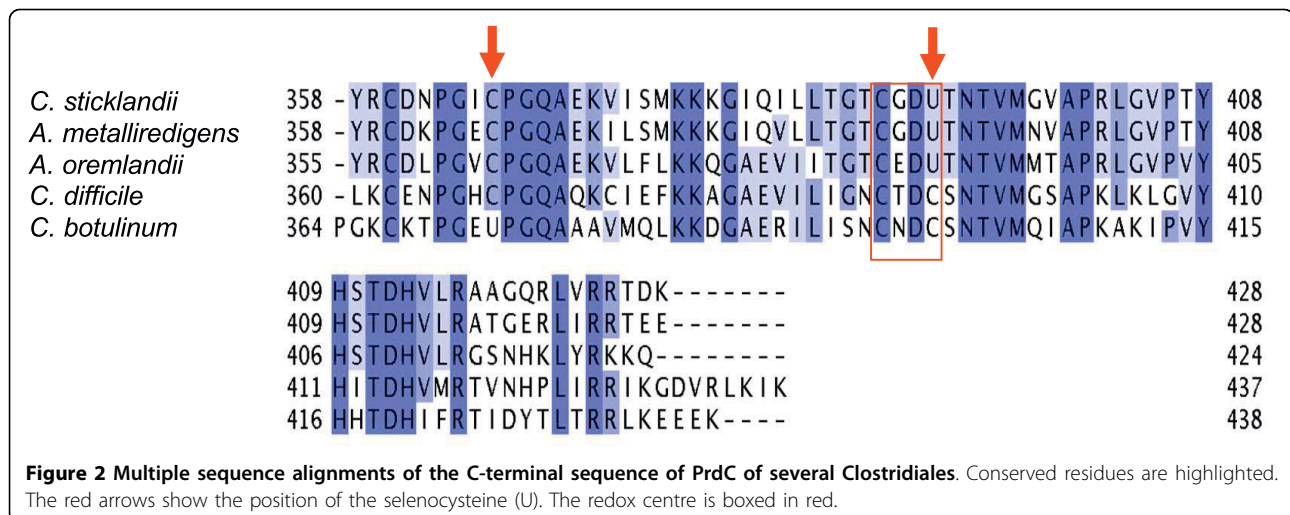 C. sticklandii 358 -YRCDNPGICPGQAEKVISMKKKGIQILLTGTCGDUTNTVMGVAPRLGVPTY 408
A. metalliredigens 358 -YRCDKPGECPGQAEKILSMKKKGIQVLLTGTCGDUTNTVMNVAPRLGVPTY 408
A. oremlandii 355 -YRCDLPGVCPGQAEKVLFLKKQGAEVIITGTCEDUTNTVMMTAPRLGVPVY 405
C. difficile 360 -LKCENPGHCPGQAQKCIEFKKAGAEVILIGNCTDCSNTVMGSAPKLKLGVY 410
C. botulinum 364 PGKCKTPGEUPGQAAAVMQLKKDGAERILISNCNDCSNTVMQIAPKAKIPVY 415
409 HSTDHVLRAAGQRLVRRTDK------- 428
409 HSTDHVLRATGERLIRRTEE------- 428
406 HSTDHVLRGSNHKLYRKKQ-------- 424
411 HITDHVMRTVNHPLIRRIKGDVRLKIK 437
416 HHTDHIFRTIDYTLTRRLKEEEK---- 438
Figure 2 Multiple sequence alignments of the C-terminal sequence of PrdC of several Clostridiales. Conserved residues are highlighted.
The red arrows show the position of the selenocysteine (U). The redox centre is boxed in red.